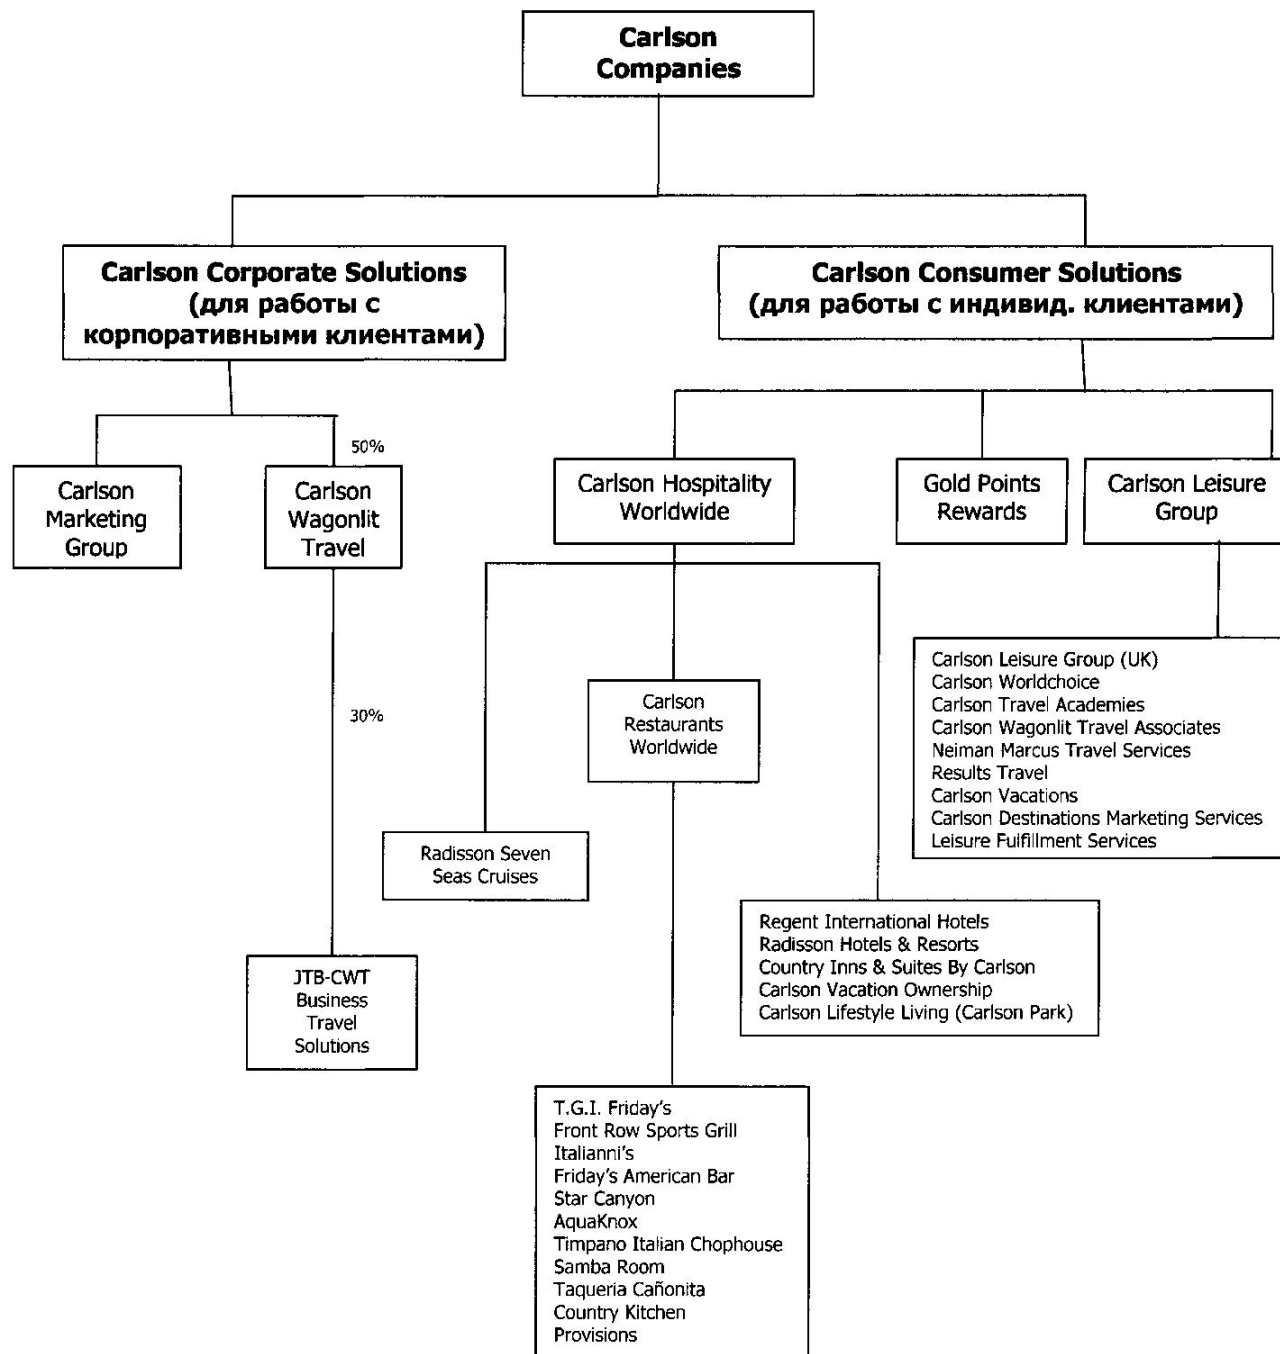 Carlson
Companies
Carlson Corporate Solutions
(для работы с
корпоративными клиентами)
Carlson Consumer Solutions
(для работы с индивид. клиентами)
50%
Carlson
Marketing
Group
Carlson
Wagonlit
Travel
Carlson Hospitality
Worldwide
Gold Points
Rewards
Carlson Leisure
Group
30%
Carlson
Restaurants
Worldwide
Carlson Leisure Group (UK)
Carlson Worldchoice
Carlson Travel Academies
Carlson Wagonlit Travel Associates
Neiman Marcus Travel Services
Results Travel
Carlson Vacations
Carlson Destinations Marketing Services
Leisure Fulfillment Services
Radisson Seven
Seas Cruises
Regent International Hotels
Radisson Hotels & Resorts
Country Inns & Suites By Carlson
Carlson Vacation Ownership
Carlson Lifestyle Living (Carlson Park)
JTB-CWT
Business
Travel
Solutions
T.G.I. Friday's
Front Row Sports Grill
Italianni's
Friday's American Bar
Star Canyon
AquaKnox
Timpano Italian Chophouse
Samba Room
Taqueria Cañonita
Country Kitchen
Provisions